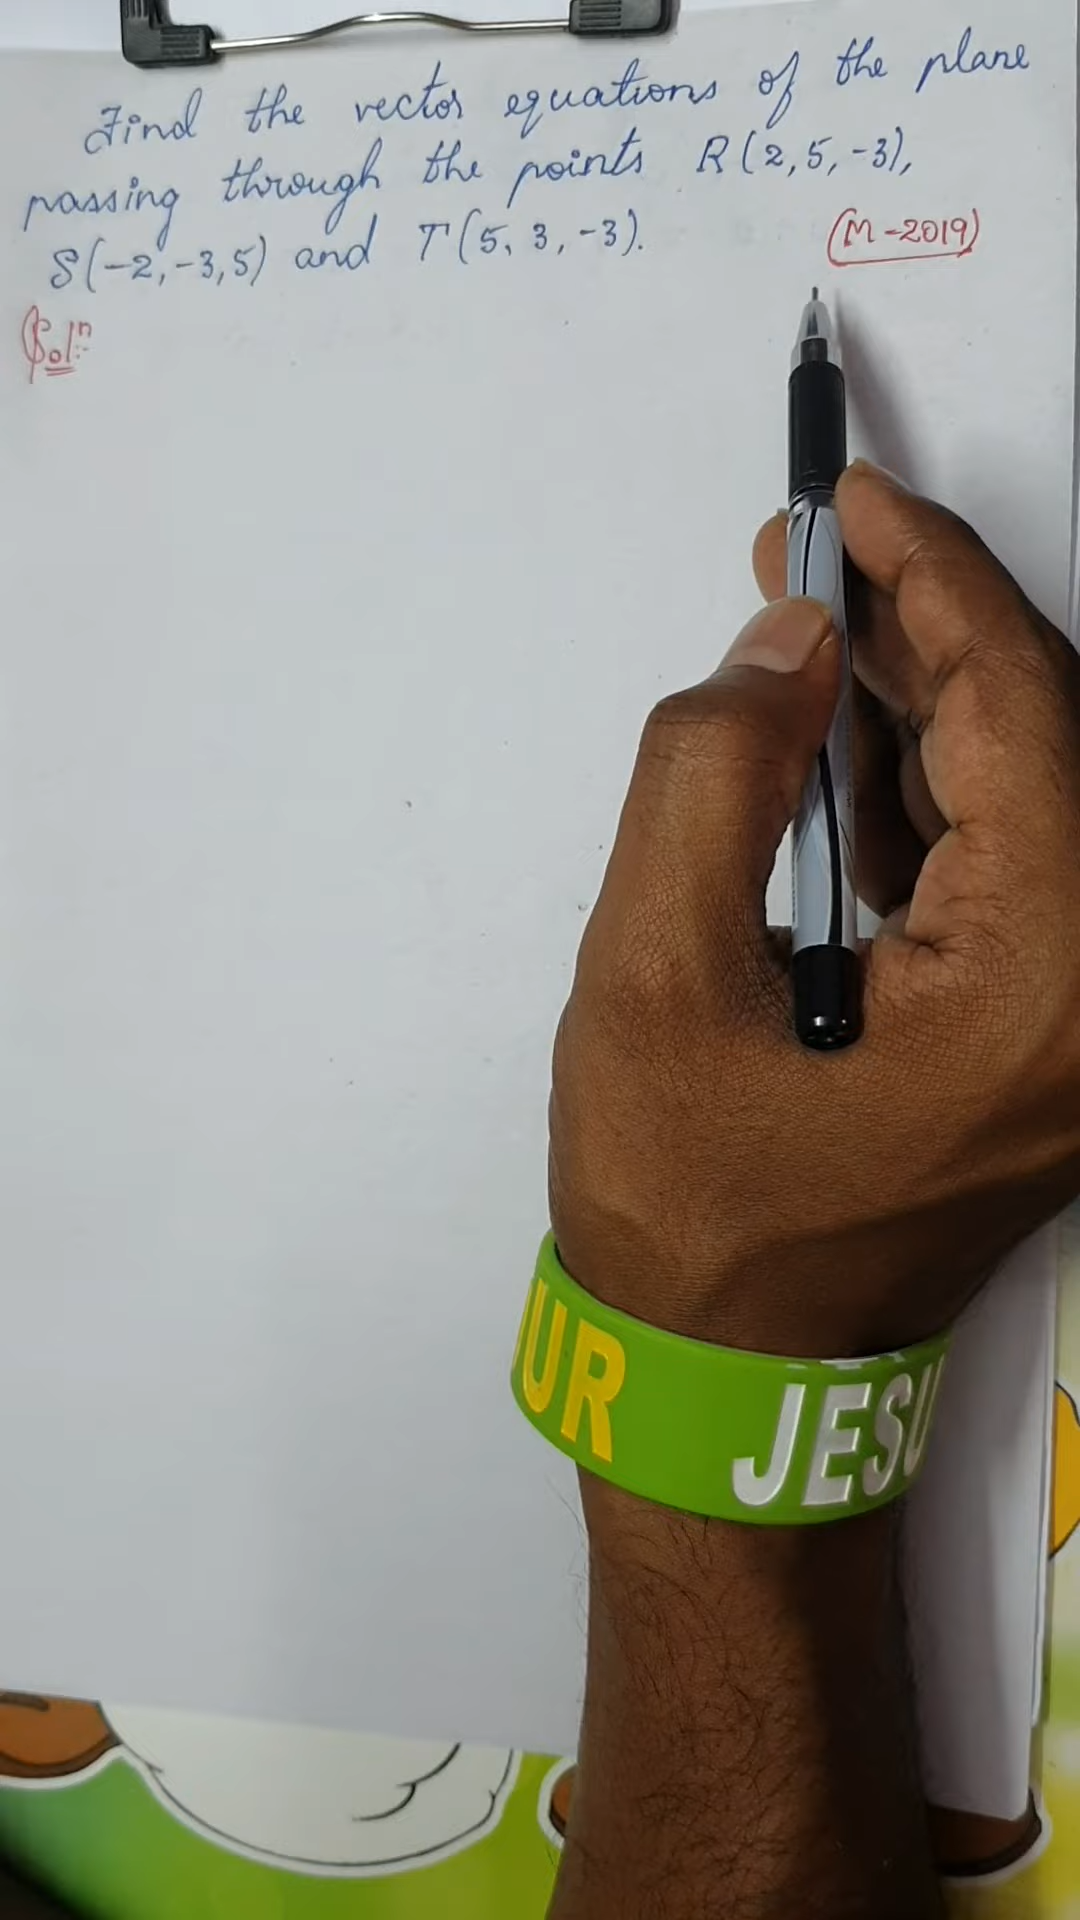 Find the vector equations of the plane
passing through the points R(2, 5, -3),
S(-2, -3, 5) and T(5, 3, -3).
(M-2019)
Solⁿ:-
UR JESU